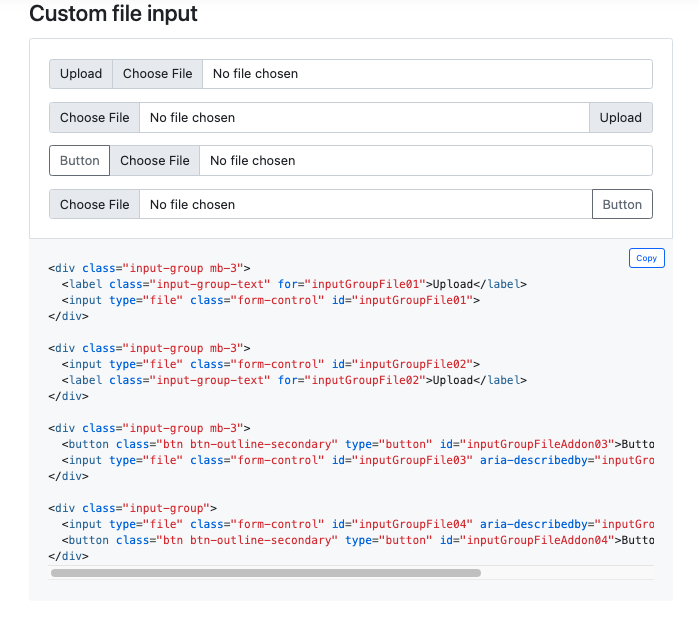 Custom file input
Upload Choose File No file chosen
Choose File No file chosen Upload
Button Choose File No file chosen
Choose File No file chosen Button
Copy
<div class="input-group mb-3">
  <label class="input-group-text" for="inputGroupFile01">Upload</label>
  <input type="file" class="form-control" id="inputGroupFile01">
</div>

<div class="input-group mb-3">
  <input type="file" class="form-control" id="inputGroupFile02">
  <label class="input-group-text" for="inputGroupFile02">Upload</label>
</div>

<div class="input-group mb-3">
  <button class="btn btn-outline-secondary" type="button" id="inputGroupFileAddon03">Butto
  <input type="file" class="form-control" id="inputGroupFile03" aria-describedby="inputGro
</div>

<div class="input-group">
  <input type="file" class="form-control" id="inputGroupFile04" aria-describedby="inputGro
  <button class="btn btn-outline-secondary" type="button" id="inputGroupFileAddon04">Butto
</div>